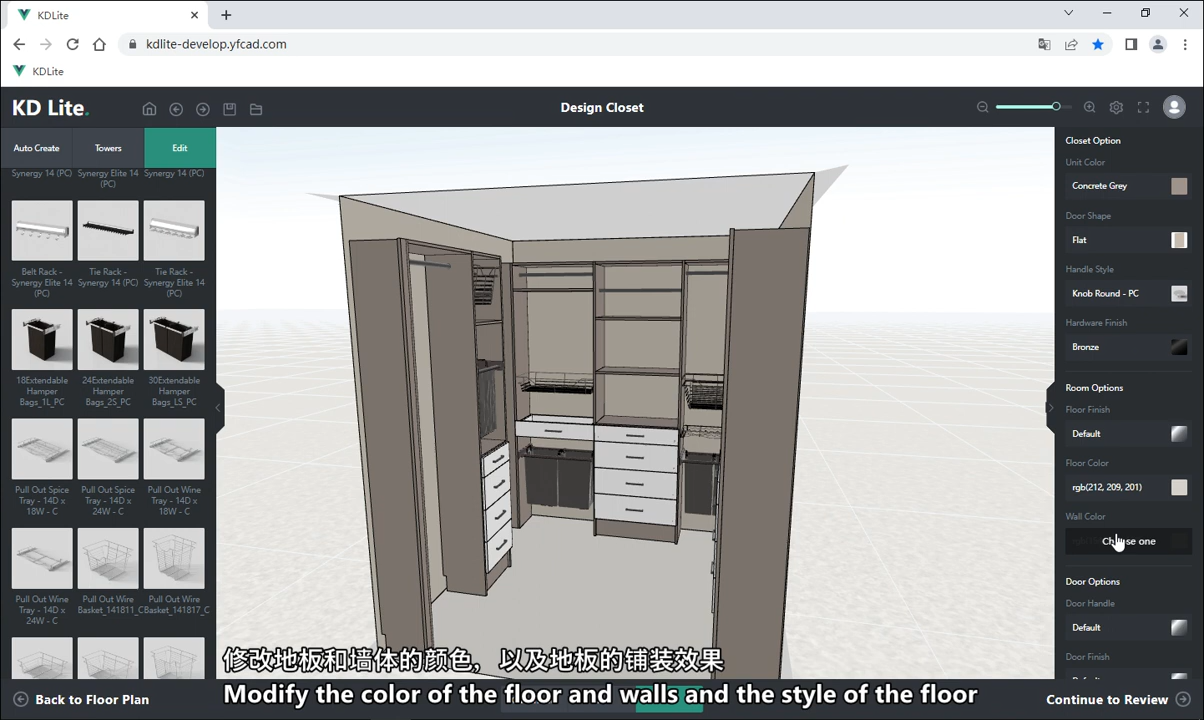 KDLite
kdlite-develop.yfcad.com
KDLite
KD Lite.
Design Closet
Auto Create
Towers
Edit
Synergy 14 (PC)
Synergy Elite 14 (PC)
Synergy 14 (PC)
Belt Rack - Synergy Elite 14 (PC)
Tie Rack - Synergy 14 (PC)
Tie Rack - Synergy Elite 14 (PC)
18Extendable Hamper Bags_1L_PC
24Extendable Hamper Bags_2S_PC
30Extendable Hamper Bags_LS_PC
Pull Out Spice Tray - 14D x 18W - C
Pull Out Spice Tray - 14D x 24W - C
Pull Out Wine Tray - 14D x 18W - C
Pull Out Wine Tray - 14D x 24W - C
Pull Out Wire Basket_141811_C
Pull Out Wire Basket_141817_C
Closet Option
Unit Color
Concrete Grey
Door Shape
Flat
Handle Style
Knob Round - PC
Hardware Finish
Bronze
Room Options
Floor Finish
Default
Floor Color
rgb(212, 209, 201)
Wall Color
Door Options
Door Handle
Default
Door Finish
修改地板和墙体的颜色，以及地板的铺装效果
Modify the color of the floor and walls and the style of the floor
Back to Floor Plan
Continue to Review